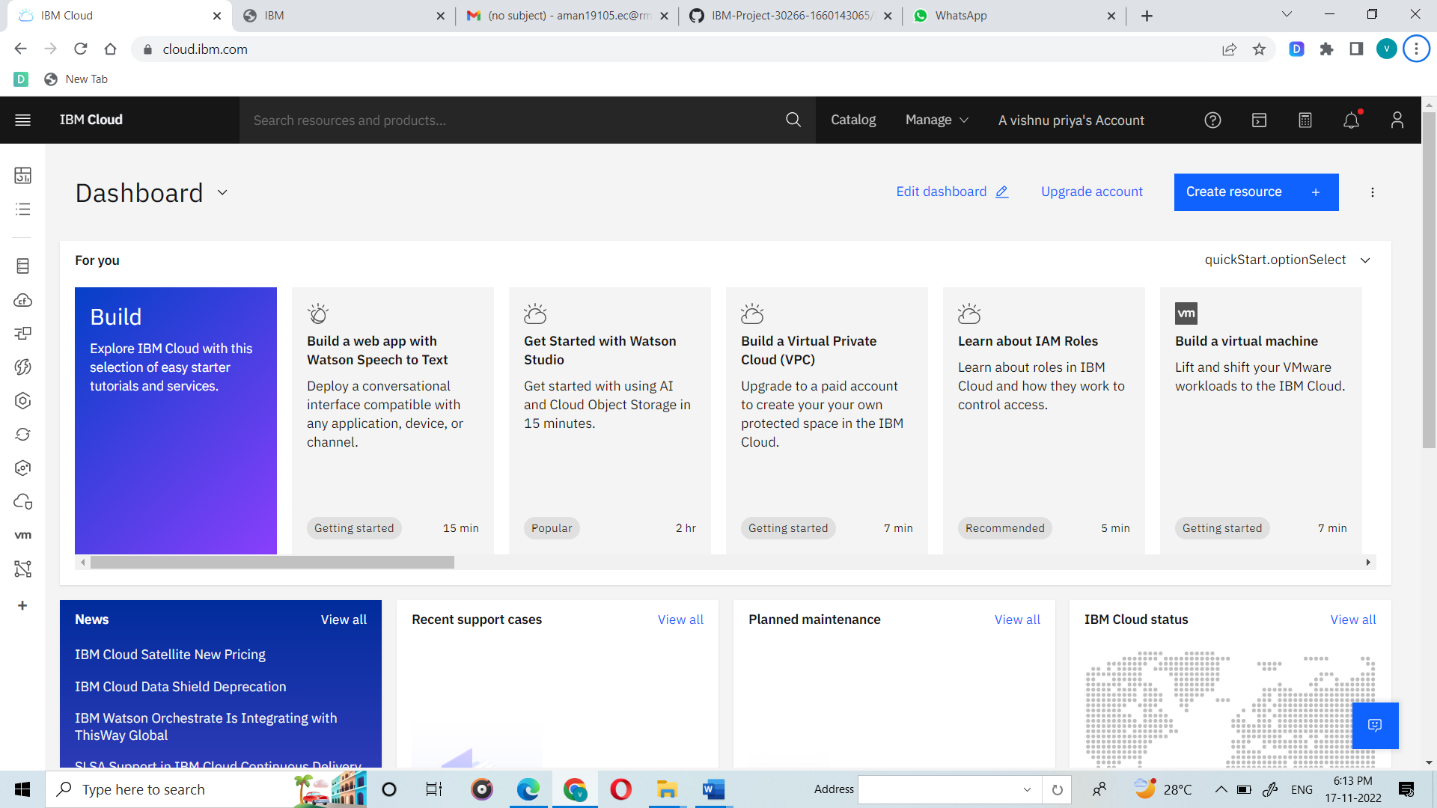 IBM Cloud
IBM
(no subject) - aman19105.ec@rm
IBM-Project-30266-1660143065/
WhatsApp
cloud.ibm.com
D
V
D
New Tab
IBM Cloud
Search resources and products...
Catalog
Manage
A vishnu priya's Account
Dashboard
Edit dashboard
Upgrade account
Create resource +
For you
quickStart.optionSelect
Build
Explore IBM Cloud with this
selection of easy starter
tutorials and services.
Build a web app with
Watson Speech to Text
Deploy a conversational
interface compatible with
any application, device, or
channel.
Getting started
15 min
Get Started with Watson
Studio
Get started with using AI
and Cloud Object Storage in
15 minutes.
Popular
2 hr
Build a Virtual Private
Cloud (VPC)
Upgrade to a paid account
to create your your own
protected space in the IBM
Cloud.
Getting started
7 min
Learn about IAM Roles
Learn about roles in IBM
Cloud and how they work to
control access.
Recommended
5 min
vm
Build a virtual machine
Lift and shift your VMware
workloads to the IBM Cloud.
Getting started
7 min
cf
vm
News
View all
IBM Cloud Satellite New Pricing
IBM Cloud Data Shield Deprecation
IBM Watson Orchestrate Is Integrating with
ThisWay Global
SLSA Support in IBM Cloud Continuous Delivery
Recent support cases
View all
Planned maintenance
View all
IBM Cloud status
View all
Type here to search
Address
28°C
ENG
6:13 PM
17-11-2022